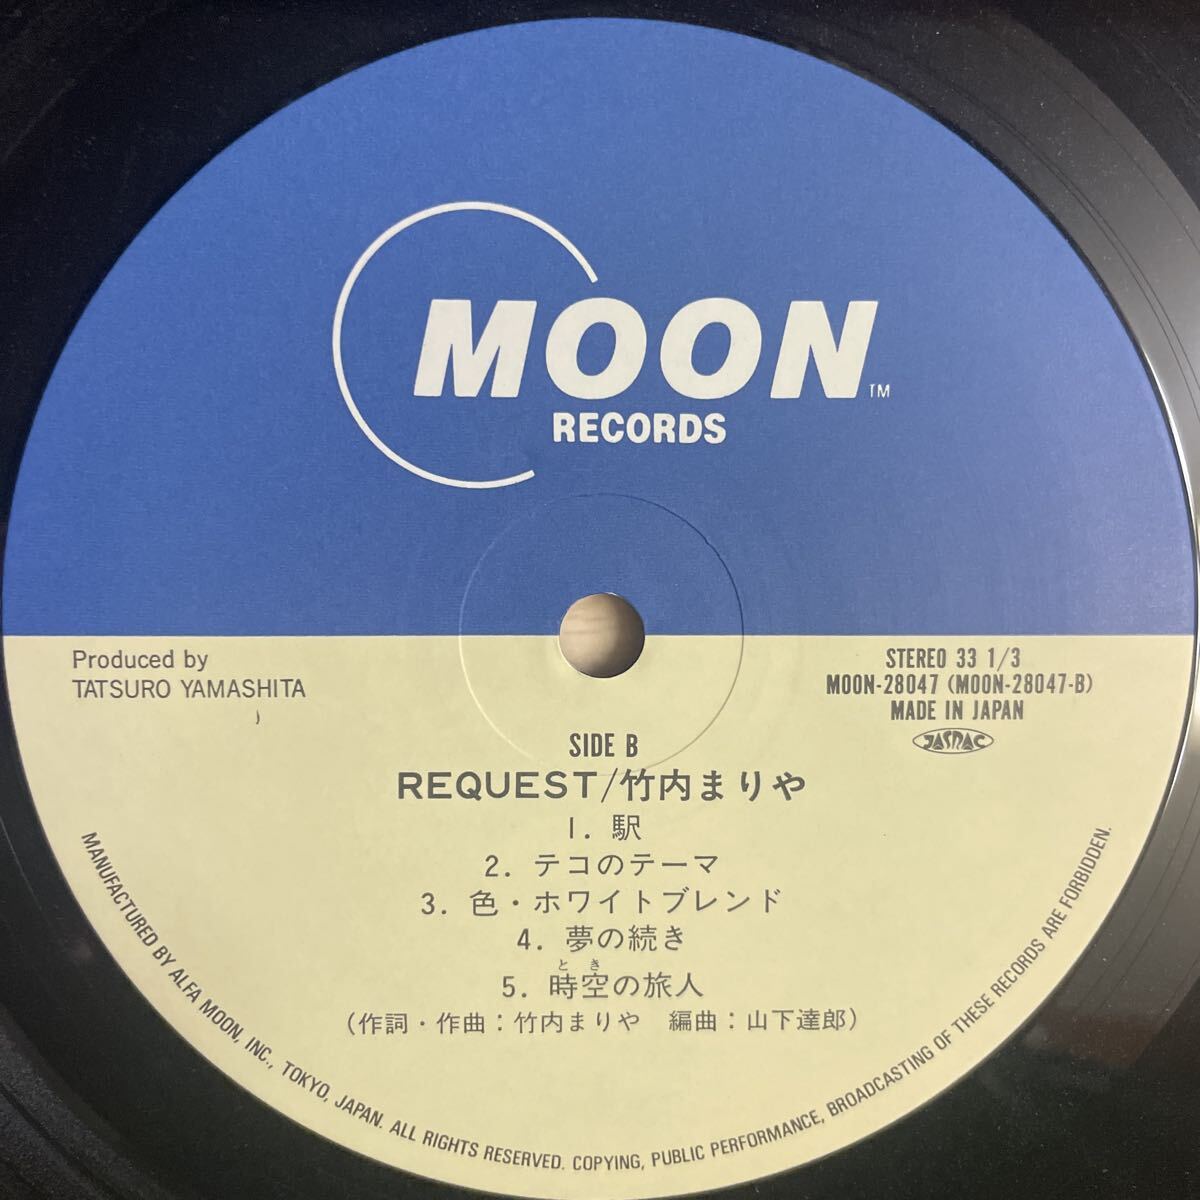 MOON TM
RECORDS
Produced by
TATSURO YAMASHITA
STEREO 33 1/3
MOON-28047 (MOON-28047-B)
MADE IN JAPAN
JASRAC
SIDE B
REQUEST/竹内まりや
1. 駅
2. テコのテーマ
3. 色・ホワイトブレンド
4. 夢の続き
とき
5. 時空の旅人
(作詞・作曲:竹内まりや 編曲:山下達郎)
MANUFACTURED BY ALFA MOON, INC., TOKYO, JAPAN. ALL RIGHTS RESERVED. COPYING, PUBLIC PERFORMANCE, BROADCASTING OF THESE RECORDS ARE FORBIDDEN.